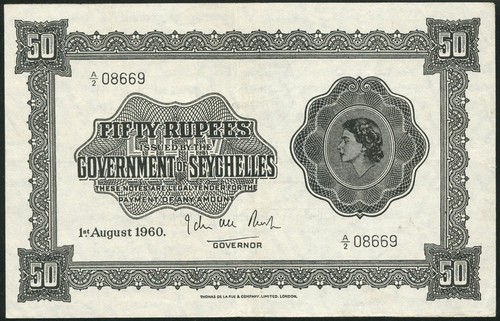 50 50
A/2 08669
FIFTY RUPEES
ISSUED BY THE
GOVERNMENT OF SEYCHELLES
THESE NOTES ARE LEGAL TENDER FOR THE
PAYMENT OF ANY AMOUNT
1st August 1960.
GOVERNOR
A/2 08669
50 50
THOMAS DE LA RUE & COMPANY, LIMITED, LONDON.